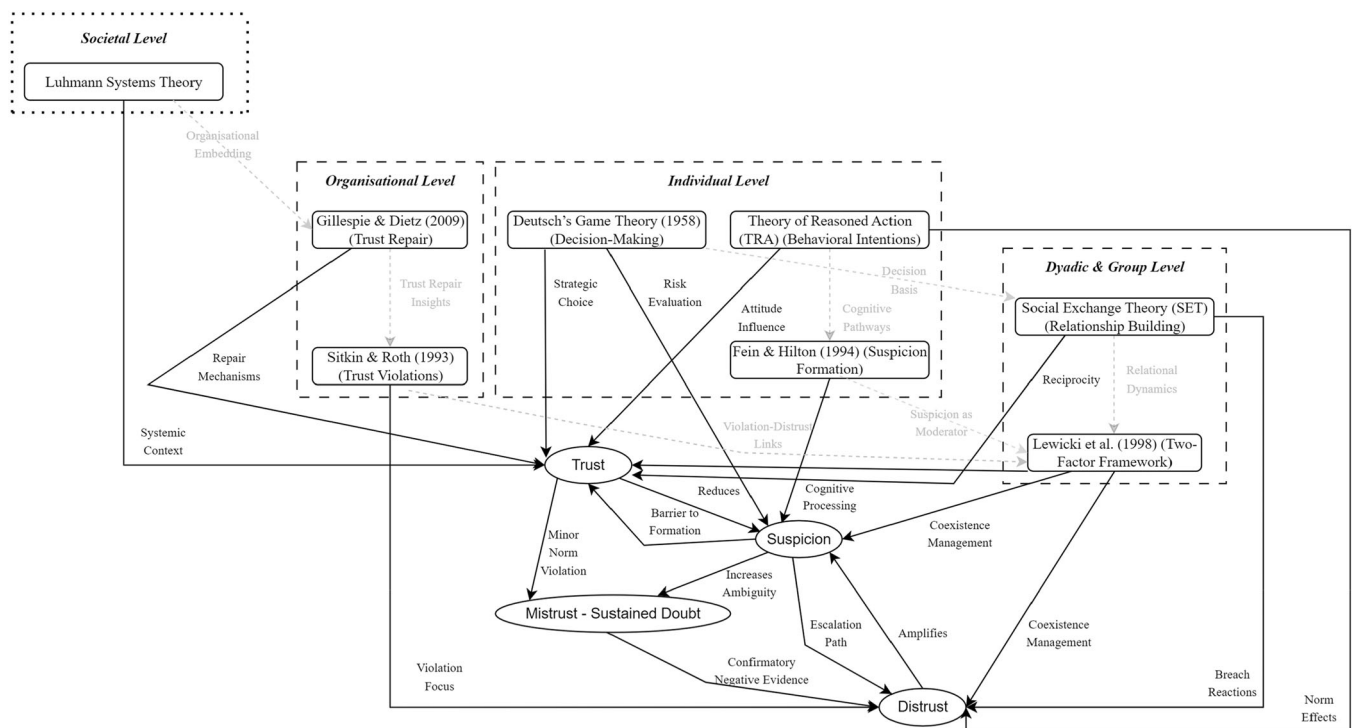 Societal Level
Luhmann Systems Theory
Organisational
Embedding
Organisational Level
Gillespie & Dietz (2009)
(Trust Repair)
Trust Repair
Insights
Sitkin & Roth (1993)
(Trust Violations)
Individual Level
Deutsch's Game Theory (1958)
(Decision-Making)
Theory of Reasoned Action
(TRA) (Behavioral Intentions)
Strategic
Choice
Risk
Evaluation
Attitude
Influence
Cognitive
Pathways
Fein & Hilton (1994) (Suspicion
Formation)
Decision
Basis
Dyadic & Group Level
Social Exchange Theory (SET)
(Relationship Building)
Reciprocity
Relational
Dynamics
Lewicki et al. (1998) (Two-
Factor Framework)
Repair
Mechanisms
Systemic
Context
Violation-Distrust
Links
Suspicion as
Moderator
Trust
Reduces
Barrier to
Formation
Cognitive
Processing
Suspicion
Coexistence
Management
Minor
Norm
Violation
Increases
Ambiguity
Mistrust - Sustained Doubt
Escalation
Path
Amplifies
Coexistence
Management
Violation
Focus
Confirmatory
Negative Evidence
Distrust
Breach
Reactions
Norm
Effects